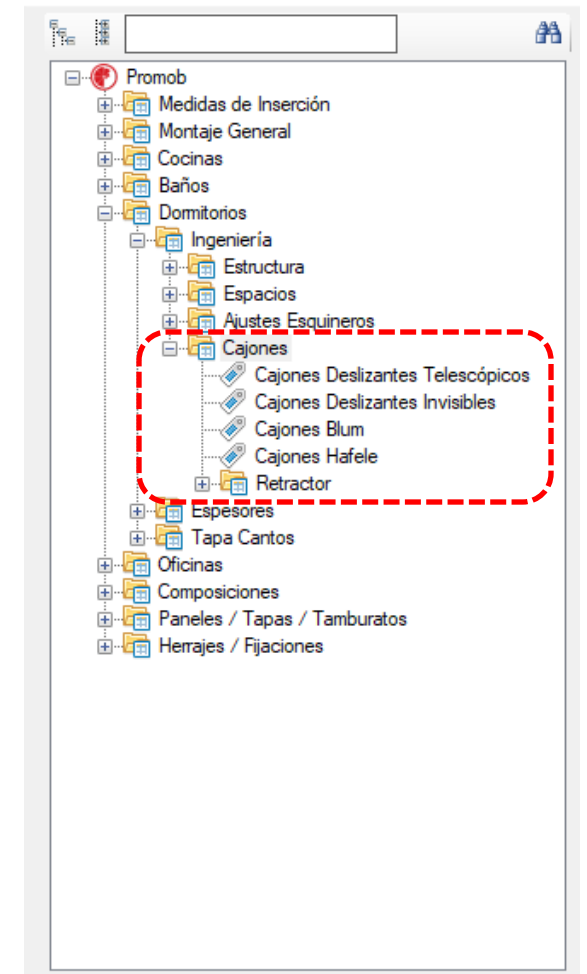 Promob
Medidas de Inserción
Montaje General
Cocinas
Baños
Dormitorios
Ingeniería
Estructura
Espacios
Ajustes Esquineros
Cajones
Cajones Deslizantes Telescópicos
Cajones Deslizantes Invisibles
Cajones Blum
Cajones Hafele
Retractor
Espesores
Tapa Cantos
Oficinas
Composiciones
Paneles / Tapas / Tamburatos
Herrajes / Fijaciones